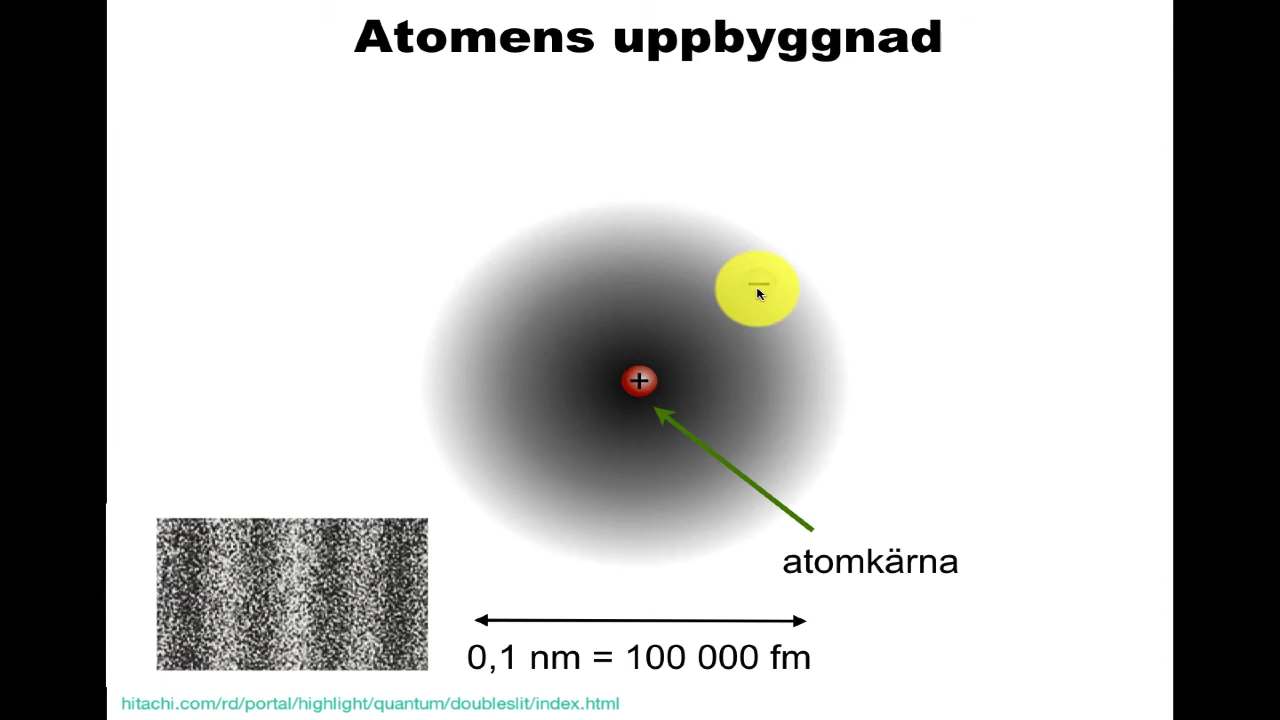 Atomens uppbyggnad
−
+
atomkärna
0,1 nm = 100 000 fm
hitachi.com/rd/portal/highlight/quantum/doubleslit/index.html